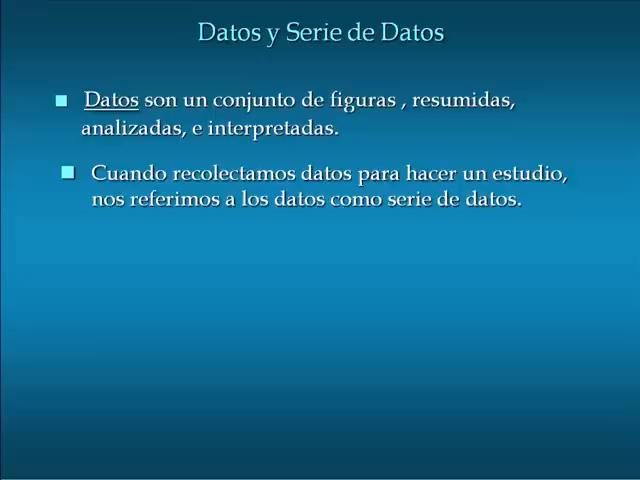 Datos y Serie de Datos
Datos son un conjunto de figuras , resumidas,
analizadas, e interpretadas.
Cuando recolectamos datos para hacer un estudio,
nos referimos a los datos como serie de datos.